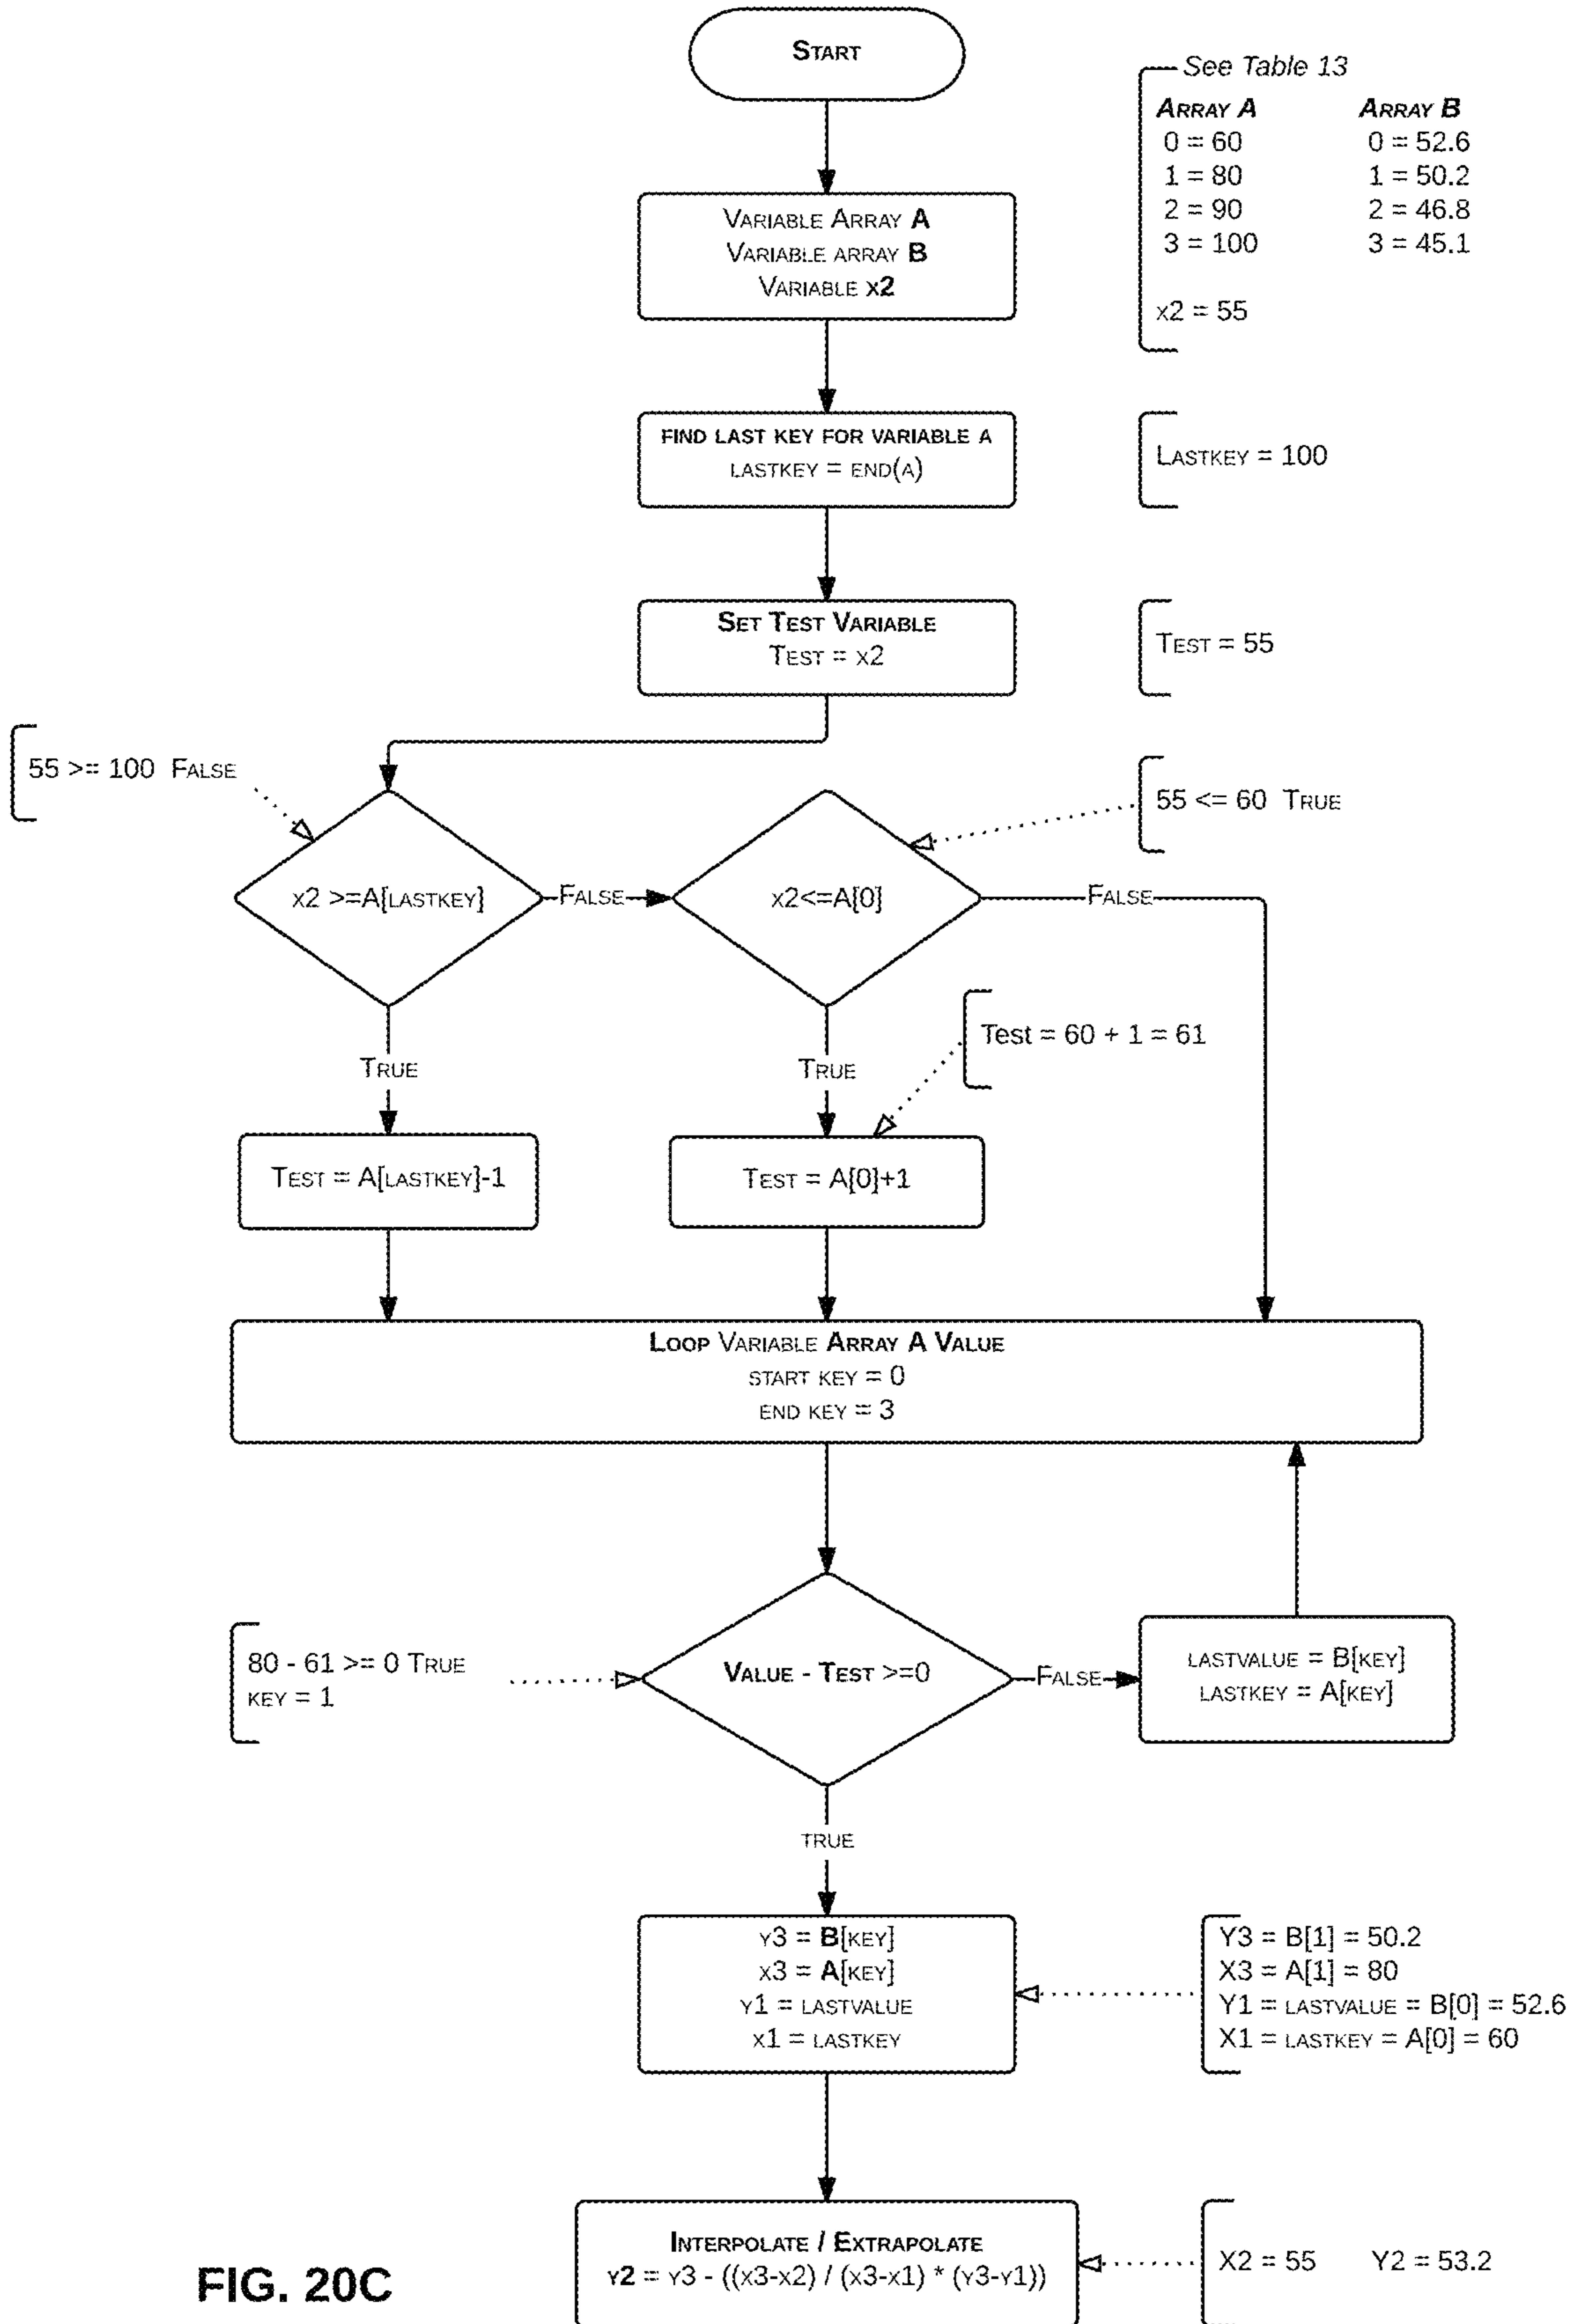 START
See Table 13
ARRAY A ARRAY B
0 = 60 0 = 52.6
1 = 80 1 = 50.2
2 = 90 2 = 46.8
3 = 100 3 = 45.1
x2 = 55
VARIABLE ARRAY A
VARIABLE ARRAY B
VARIABLE x2
FIND LAST KEY FOR VARIABLE A
LASTKEY = END(A)
LASTKEY = 100
SET TEST VARIABLE
TEST = x2
TEST = 55
55 >= 100 FALSE
55 <= 60 TRUE
x2 >=A[LASTKEY]
FALSE
x2<=A[0]
FALSE
Test = 60 + 1 = 61
TRUE
TRUE
TEST = A[LASTKEY]-1
TEST = A[0]+1
LOOP VARIABLE ARRAY A VALUE
START KEY = 0
END KEY = 3
80 - 61 >= 0 TRUE
KEY = 1
VALUE - TEST >=0
FALSE
LASTVALUE = B[KEY]
LASTKEY = A[KEY]
TRUE
Y3 = B[KEY]
X3 = A[KEY]
Y1 = LASTVALUE
X1 = LASTKEY
Y3 = B[1] = 50.2
X3 = A[1] = 80
Y1 = LASTVALUE = B[0] = 52.6
X1 = LASTKEY = A[0] = 60
INTERPOLATE / EXTRAPOLATE
Y2 = Y3 - ((X3-X2) / (X3-X1) * (Y3-Y1))
X2 = 55 Y2 = 53.2
FIG. 20C